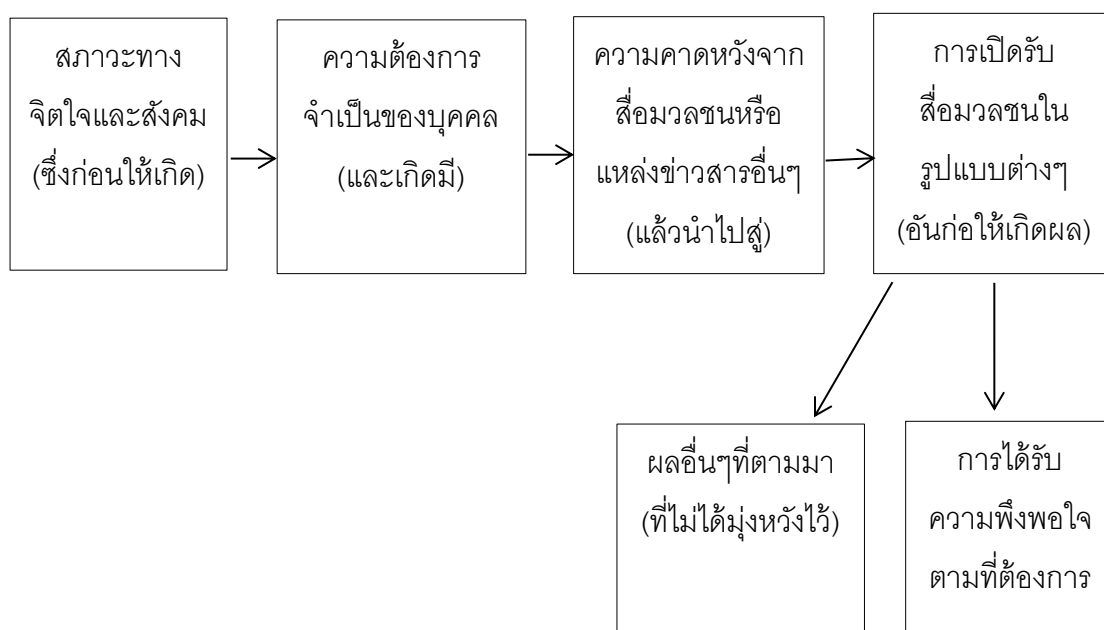 สภาวะทาง
จิตใจและสังคม
(ซึ่งก่อนให้เกิด)
ความต้องการ
จำเป็นของบุคคล
(และเกิดมี)
ความคาดหวังจาก
สื่อมวลชนหรือ
แหล่งข่าวสารอื่นๆ
(แล้วนำไปสู่)
การเปิดรับ
สื่อมวลชนใน
รูปแบบต่างๆ
(อันก่อให้เกิดผล)
ผลอื่นๆที่ตามมา
(ที่ไม่ได้มุ่งหวังไว้)
การได้รับ
ความพึงพอใจ
ตามที่ต้องการ